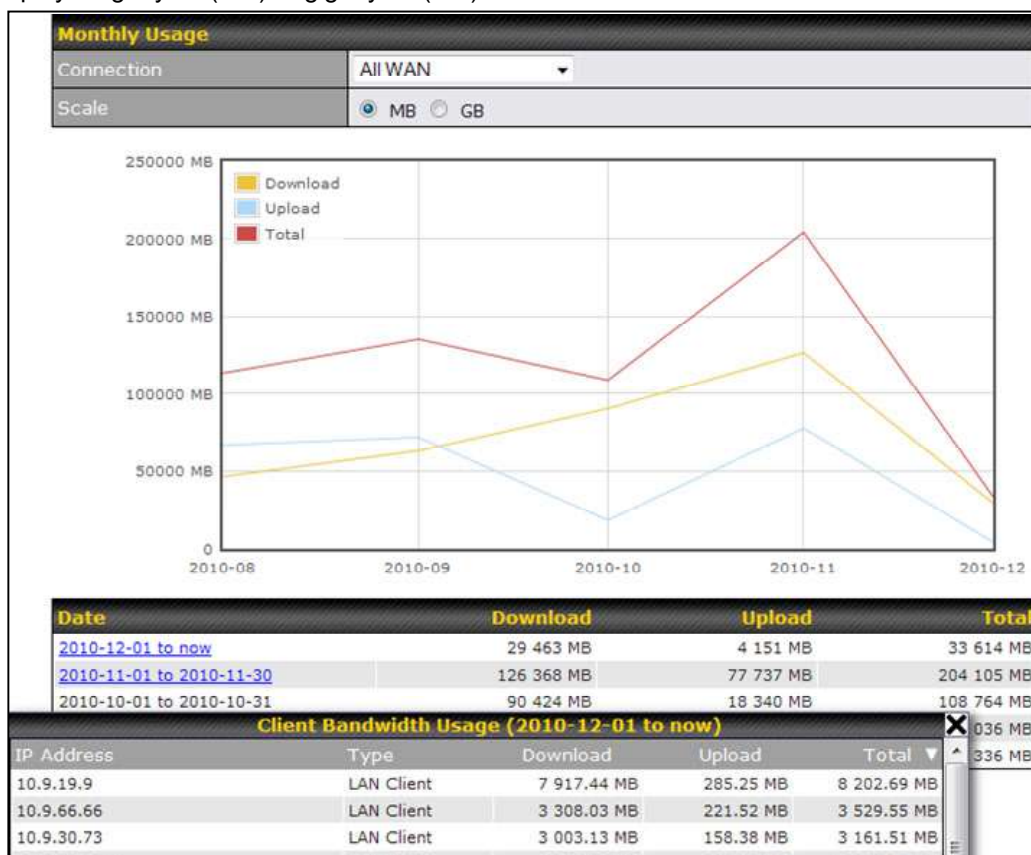 Monthly Usage
Connection All WAN
Scale MB GB
250000 MB
200000 MB
150000 MB
100000 MB
50000 MB
0
Download
Upload
Total
2010-08 2010-09 2010-10 2010-11 2010-12
Date Download Upload Total
2010-12-01 to now 29 463 MB 4 151 MB 33 614 MB
2010-11-01 to 2010-11-30 126 368 MB 77 737 MB 204 105 MB
2010-10-01 to 2010-10-31 90 424 MB 18 340 MB 108 764 MB
Client Bandwidth Usage (2010-12-01 to now) 036 MB
IP Address Type Download Upload Total 336 MB
10.9.19.9 LAN Client 7 917.44 MB 285.25 MB 8 202.69 MB
10.9.66.66 LAN Client 3 308.03 MB 221.52 MB 3 529.55 MB
10.9.30.73 LAN Client 3 003.13 MB 158.38 MB 3 161.51 MB